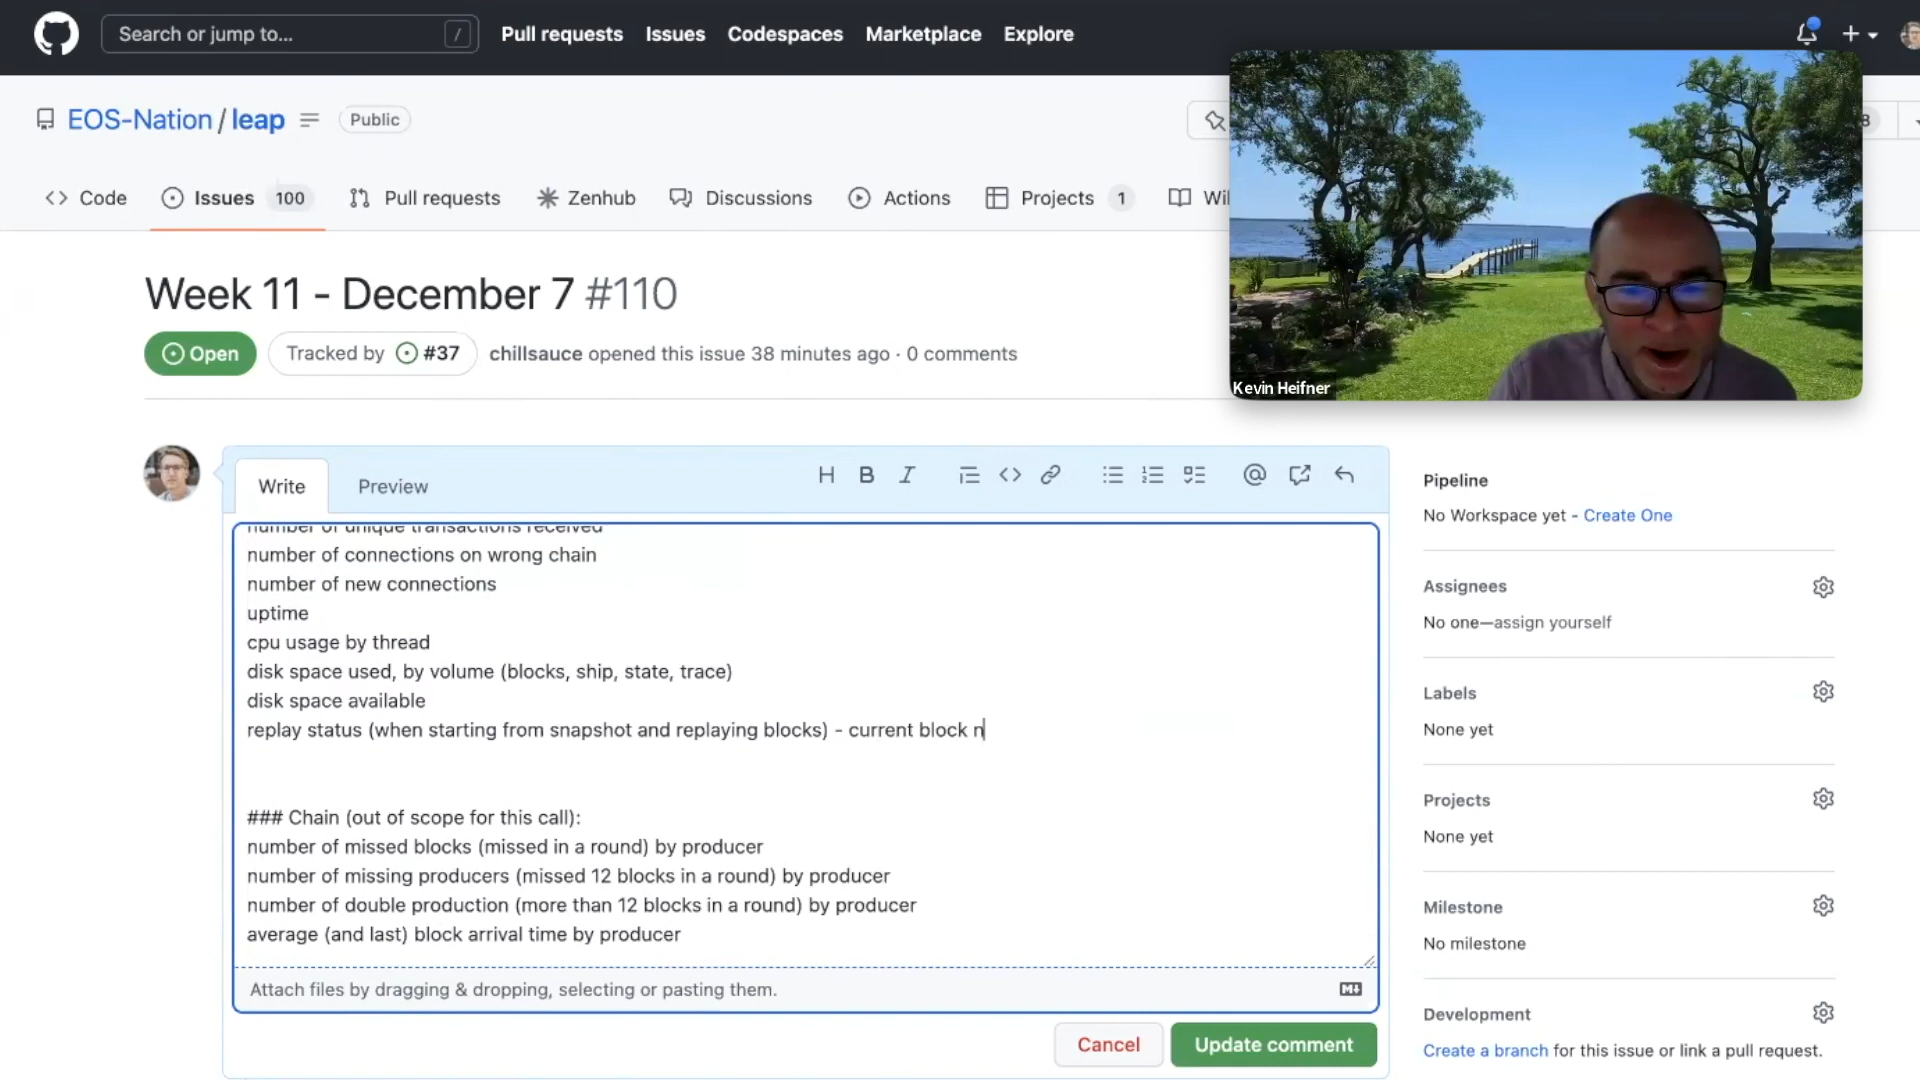 Search or jump to... /
Pull requests Issues Codespaces Marketplace Explore
EOS-Nation / leap Public
8
Code Issues 100 Pull requests Zenhub Discussions Actions Projects 1 Wi
Week 11 - December 7 #110
Open Tracked by #37 chillsauce opened this issue 38 minutes ago · 0 comments
Kevin Heifner
Write Preview H B I <> @
number of unique transactions received
number of connections on wrong chain
number of new connections
uptime
cpu usage by thread
disk space used, by volume (blocks, ship, state, trace)
disk space available
replay status (when starting from snapshot and replaying blocks) - current block n
### Chain (out of scope for this call):
number of missed blocks (missed in a round) by producer
number of missing producers (missed 12 blocks in a round) by producer
number of double production (more than 12 blocks in a round) by producer
average (and last) block arrival time by producer
Attach files by dragging & dropping, selecting or pasting them.
Cancel Update comment
Pipeline
No Workspace yet - Create One
Assignees
No one—assign yourself
Labels
None yet
Projects
None yet
Milestone
No milestone
Development
Create a branch for this issue or link a pull request.